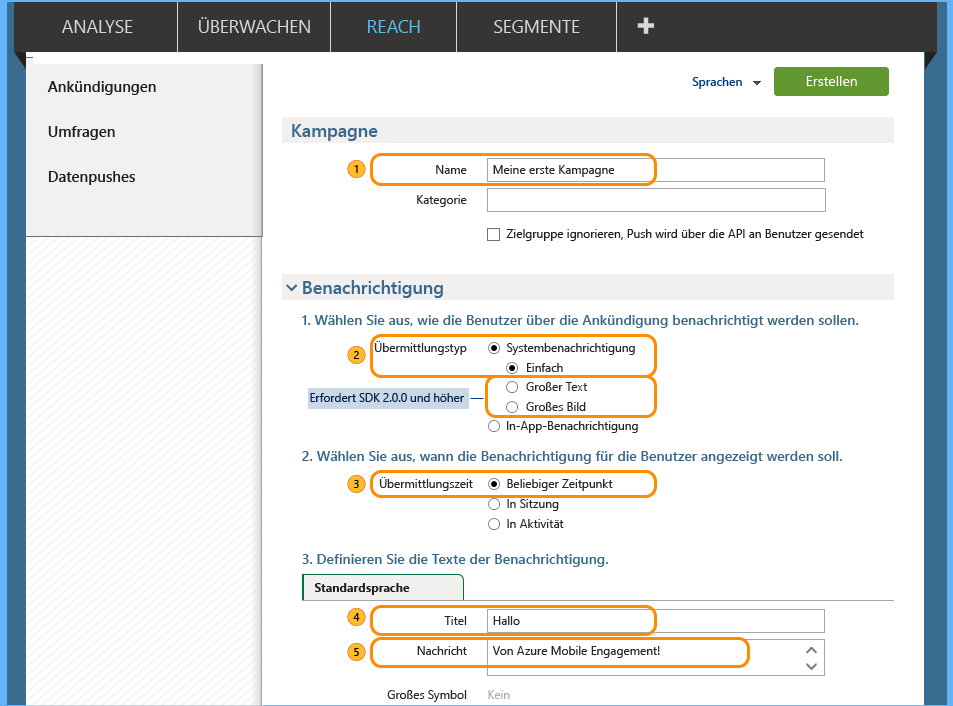 ANALYSE ÜBERWACHEN REACH SEGMENTE +
Ankündigungen
Umfragen
Datenpushes
Sprachen Erstellen
Kampagne
1 Name Meine erste Kampagne
Kategorie
Zielgruppe ignorieren, Push wird über die API an Benutzer gesendet
Benachrichtigung
1. Wählen Sie aus, wie die Benutzer über die Ankündigung benachrichtigt werden sollen.
2 Übermittlungstyp Systembenachrichtigung
Einfach
Großer Text
Erfordert SDK 2.0.0 und höher
Großes Bild
In-App-Benachrichtigung
2. Wählen Sie aus, wann die Benachrichtigung für die Benutzer angezeigt werden soll.
3 Übermittlungszeit Beliebiger Zeitpunkt
In Sitzung
In Aktivität
3. Definieren Sie die Texte der Benachrichtigung.
Standardsprache
4 Titel Hallo
5 Nachricht Von Azure Mobile Engagement!
Großes Symbol Kein